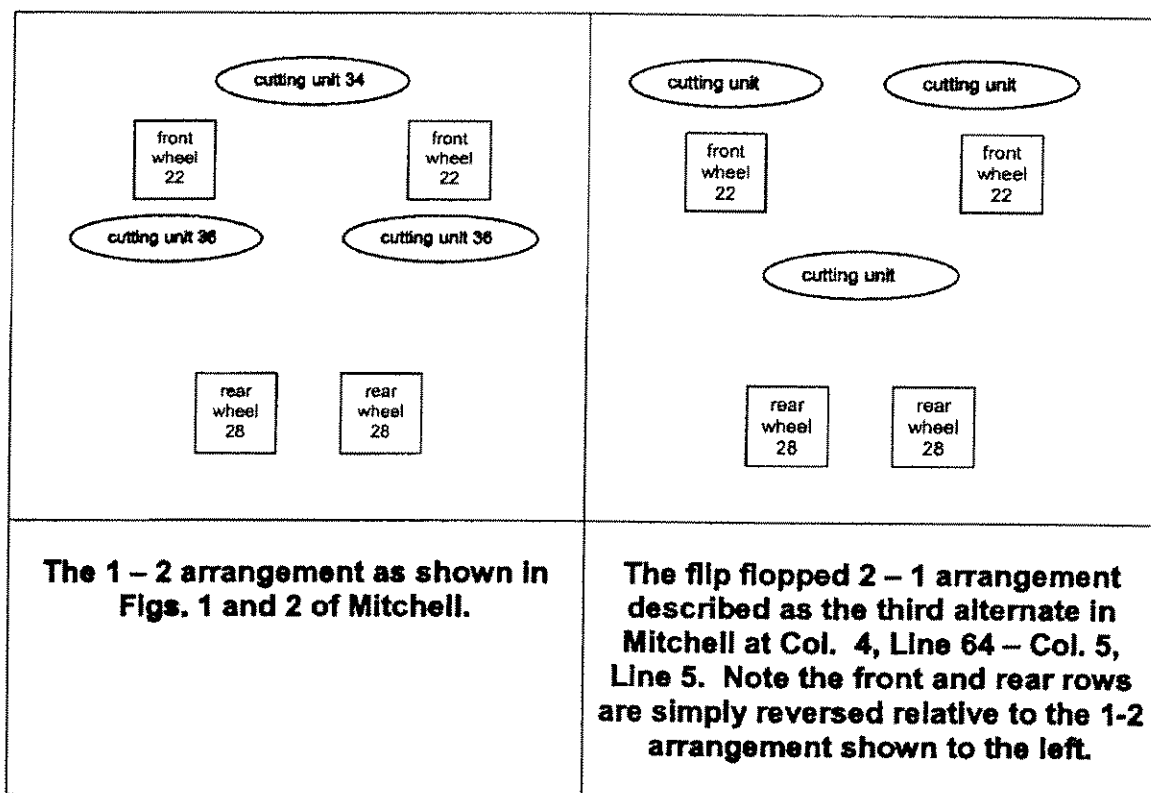 cutting unit 34
front
wheel
22
front
wheel
22
cutting unit 36
cutting unit 36
rear
wheel
28
rear
wheel
28
The 1 – 2 arrangement as shown in
Figs. 1 and 2 of Mitchell.
cutting unit
cutting unit
front
wheel
22
front
wheel
22
cutting unit
rear
wheel
28
rear
wheel
28
The flip flopped 2 – 1 arrangement
described as the third alternate in
Mitchell at Col. 4, Line 64 – Col. 5,
Line 5. Note the front and rear rows
are simply reversed relative to the 1-2
arrangement shown to the left.